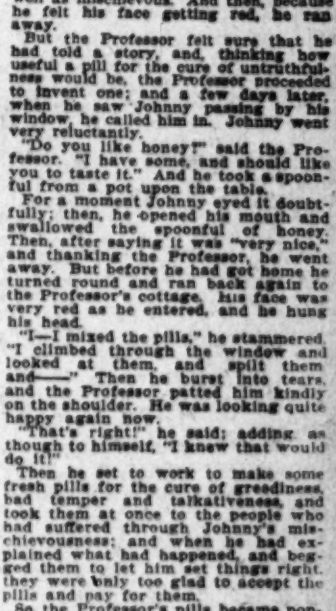 well as mischievous. And then, because
he felt his face getting red, he ran
away.
But the Professor felt sure that he
had told a story, and, thinking how
useful a pill for the cure of untruthful-
ness would be, the Professor proceeded
to invent one; and a few days later,
when he saw Johnny passing by his
window, he called him in. Johnny went
very reluctantly.
"Do you like honey?" said the Pro-
fessor. "I have some, and should like
you to taste it." And he took a spoon-
ful from a pot upon the table.
For a moment Johnny eyed it doubt-
fully; then, he opened his mouth and
swallowed the spoonful of honey.
Then, after saying it was "very nice,"
and thanking the Professor, he went
away. But before he had got home he
turned round and ran back again to
the Professor's cottage. His face was
very red as he entered, and he hung
his head.
"I—I mixed the pills," he stammered.
"I climbed through the window and
looked at them, and spilt them
and——" Then he burst into tears,
and the Professor patted him kindly
on the shoulder. He was looking quite
happy again now.
"That's right!" he said; adding, as
though to himself, "I knew that would
do it!"
Then he set to work to make some
fresh pills for the cure of greediness,
bad temper and talkativeness, and
took them at once to the people who
had suffered through Johnny's mis-
chievousness; and when he had ex-
plained what had happened, and beg-
ged them to let him set things right,
they were only too glad to accept the
pills and pay for them.
So the Professor's pills became pop-